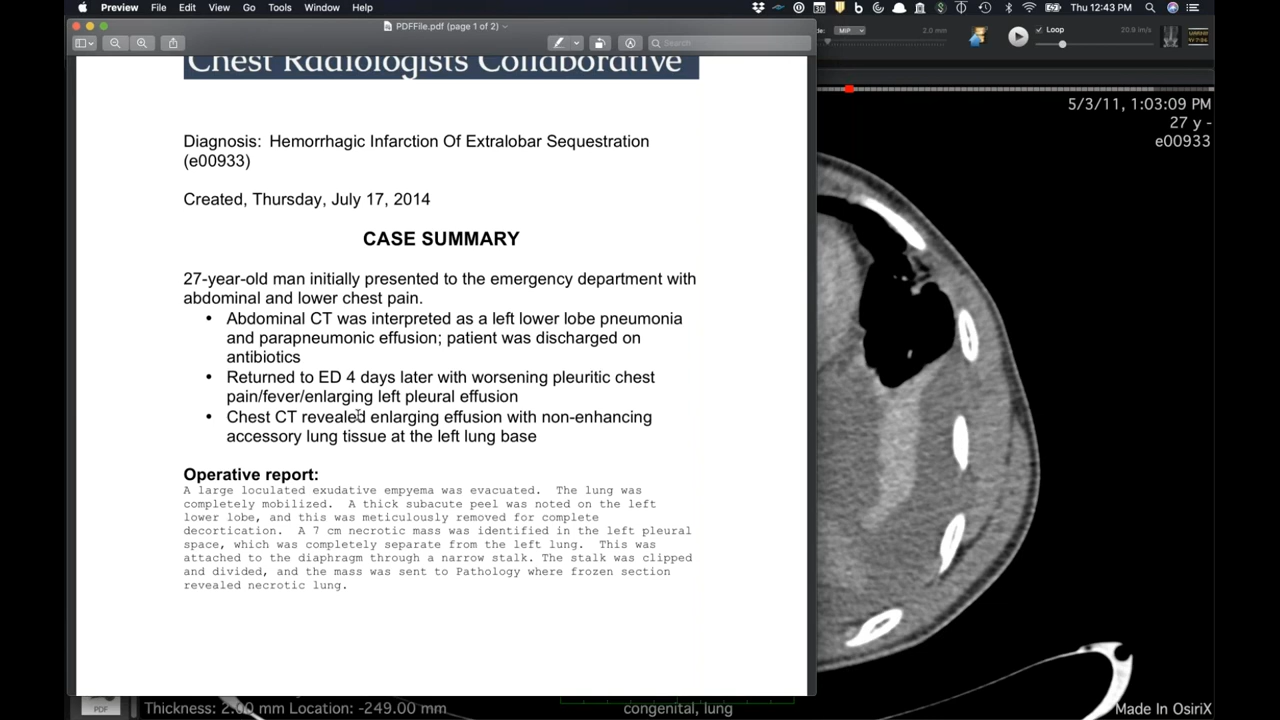 Preview File Edit View Go Tools Window Help
Thu 12:43 PM
PDFFile.pdf (page 1 of 2)
Search
MIP
2.0 mm
Loop
5/3/11, 1:03:09 PM
27 y -
e00933
Chest Radiologists Collaborative
Diagnosis: Hemorrhagic Infarction Of Extralobar Sequestration
(e00933)
Created, Thursday, July 17, 2014
CASE SUMMARY
27-year-old man initially presented to the emergency department with
abdominal and lower chest pain.
• Abdominal CT was interpreted as a left lower lobe pneumonia
and parapneumonic effusion; patient was discharged on
antibiotics
• Returned to ED 4 days later with worsening pleuritic chest
pain/fever/enlarging left pleural effusion
• Chest CT revealed enlarging effusion with non-enhancing
accessory lung tissue at the left lung base
Operative report:
A large loculated exudative empyema was evacuated. The lung was
completely mobilized. A thick subacute peel was noted on the left
lower lobe, and this was meticulously removed for complete
decortication. A 7 cm necrotic mass was identified in the left pleural
space, which was completely separate from the left lung. This was
attached to the diaphragm through a narrow stalk. The stalk was clipped
and divided, and the mass was sent to Pathology where frozen section
revealed necrotic lung.
PDF
Thickness: 2.00 mm Location: -249.00 mm
congenital, lung
Made In OsiriX